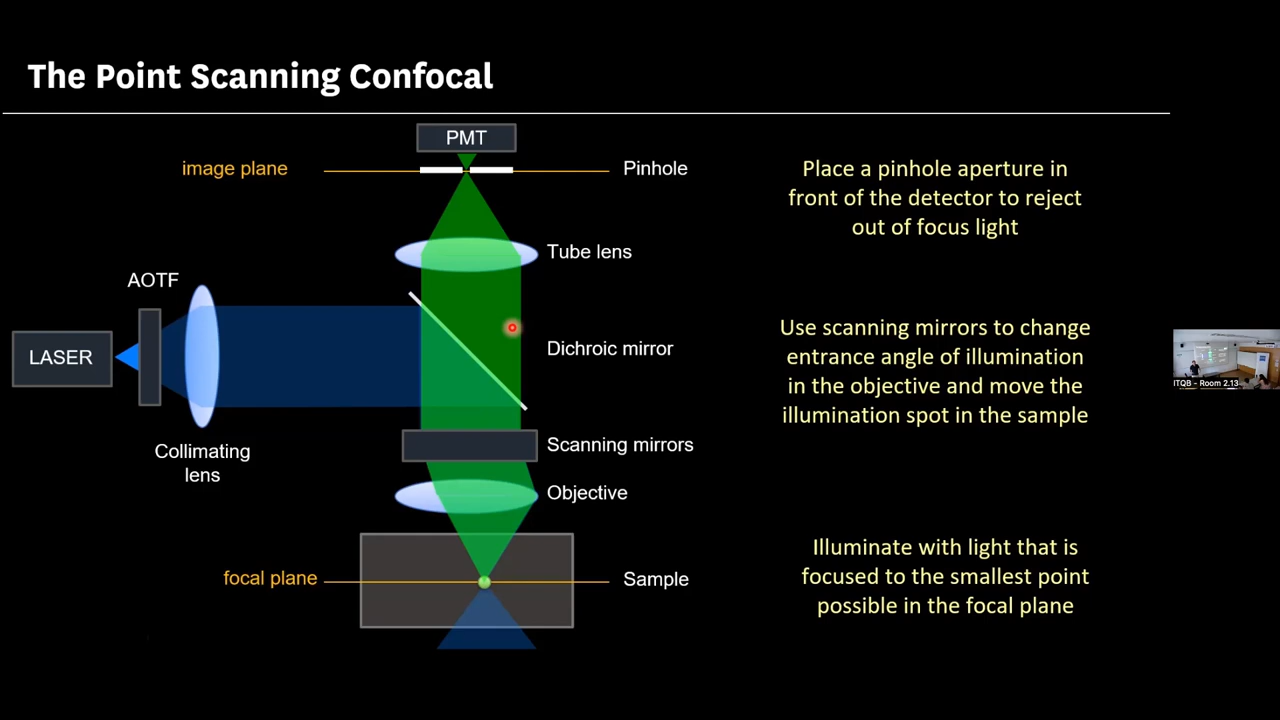 The Point Scanning Confocal
PMT
image plane
Pinhole
Place a pinhole aperture in
front of the detector to reject
out of focus light
Tube lens
AOTF
LASER
Dichroic mirror
Use scanning mirrors to change
entrance angle of illumination
in the objective and move the
illumination spot in the sample
ITQB - Room 2.13
Collimating
lens
Scanning mirrors
Objective
Illuminate with light that is
focused to the smallest point
possible in the focal plane
focal plane
Sample